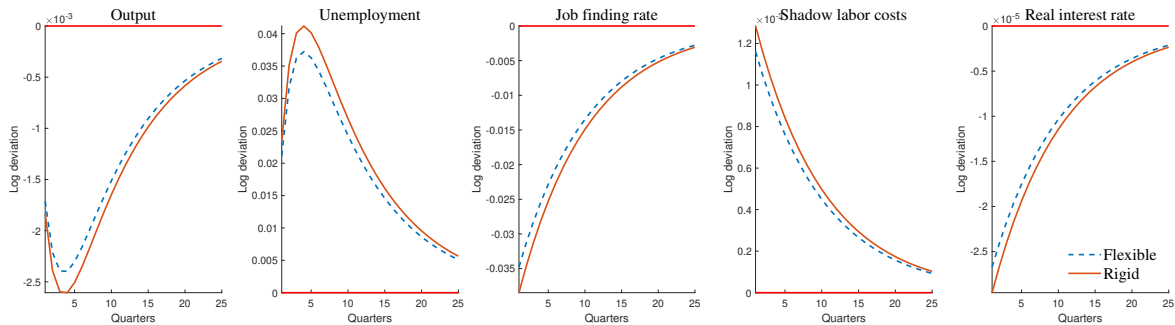 Output
×10⁻³
0
-0.5
-1
-1.5
-2
-2.5
Log deviation
5 10 15 20 25
Quarters
Unemployment
0.04
0.035
0.03
0.025
0.02
0.015
0.01
0.005
0
Log deviation
5 10 15 20 25
Quarters
Job finding rate
0
-0.005
-0.01
-0.015
-0.02
-0.025
-0.03
-0.035
Log deviation
5 10 15 20 25
Quarters
Shadow labor costs
1.2
1
0.8
0.6
0.4
0.2
0
Log deviation
5 10 15 20 25
Quarters
Real interest rate
×10⁻⁵
0
-0.5
-1
-1.5
-2
-2.5
Log deviation
5 10 15 20 25
Quarters
Flexible
Rigid